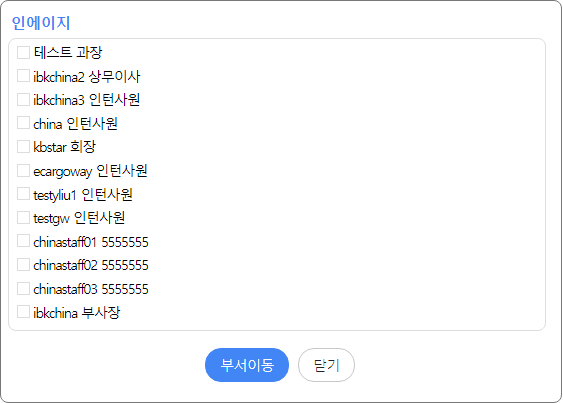 인에이지
테스트 과장
ibkchina2 상무이사
ibkchina3 인턴사원
china 인턴사원
kbstar 회장
ecargoway 인턴사원
testyliu1 인턴사원
testgw 인턴사원
chinastaff01 5555555
chinastaff02 5555555
chinastaff03 5555555
ibkchina 부사장
부서이동 닫기